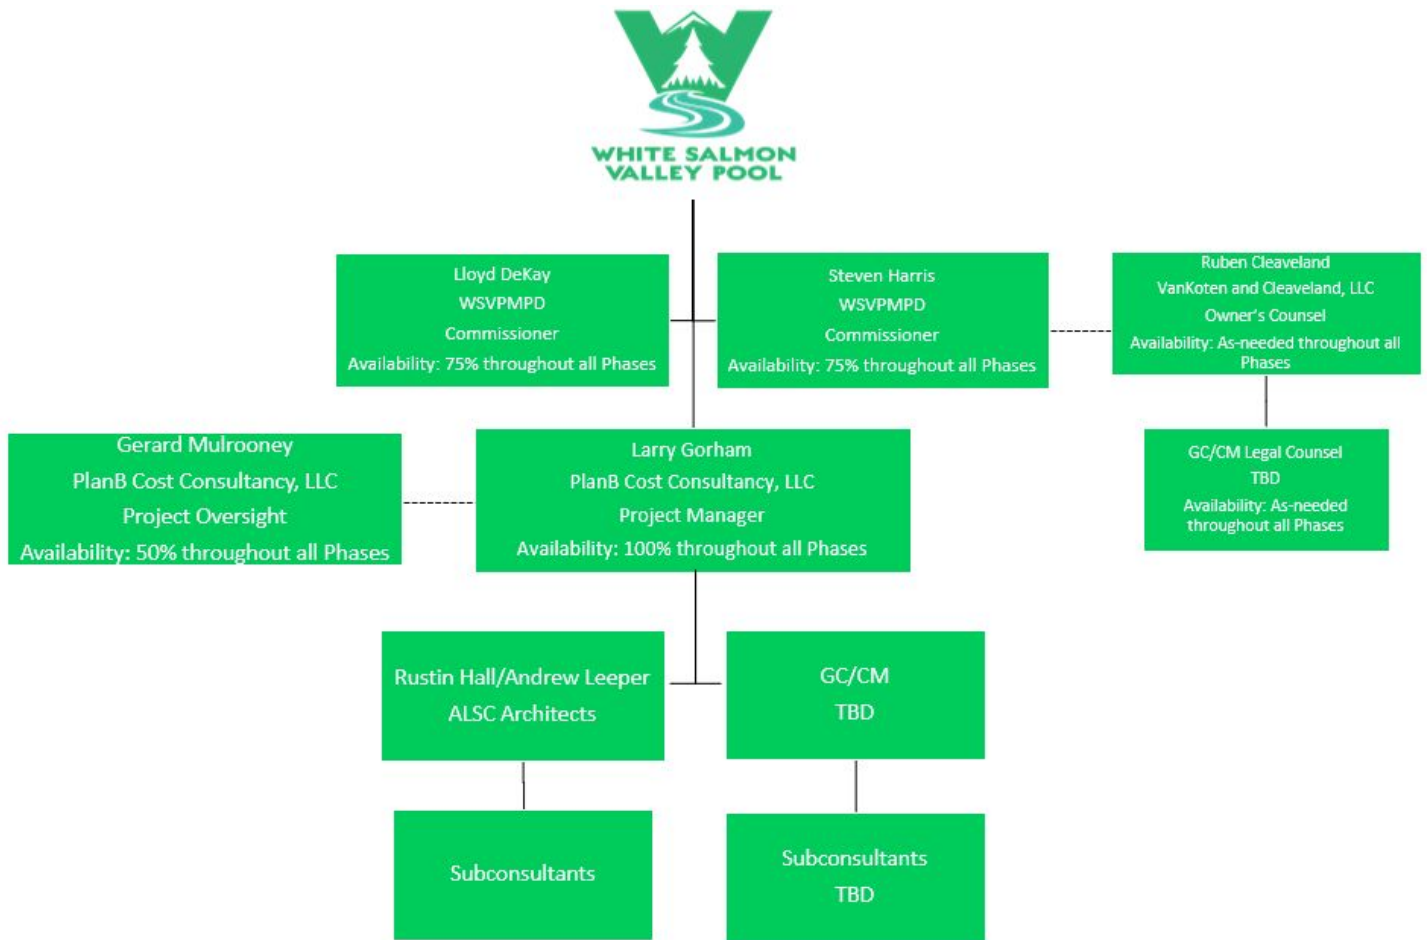 WHITE SALMON
VALLEY POOL
Lloyd DeKay
WSVPMPD
Commissioner
Availability: 75% throughout all Phases
Steven Harris
WSVPMPD
Commissioner
Availability: 75% throughout all Phases
Ruben Cleaveland
VanKoten and Cleaveland, LLC
Owner's Counsel
Availability: As-needed throughout all
Phases
Gerard Mulrooney
PlanB Cost Consultancy, LLC
Project Oversight
Availability: 50% throughout all Phases
Larry Gorham
PlanB Cost Consultancy, LLC
Project Manager
Availability: 100% throughout all Phases
GC/CM Legal Counsel
TBD
Availability: As-needed
throughout all Phases
Rustin Hall/Andrew Leeper
ALSC Architects
GC/CM
TBD
Subconsultants
Subconsultants
TBD